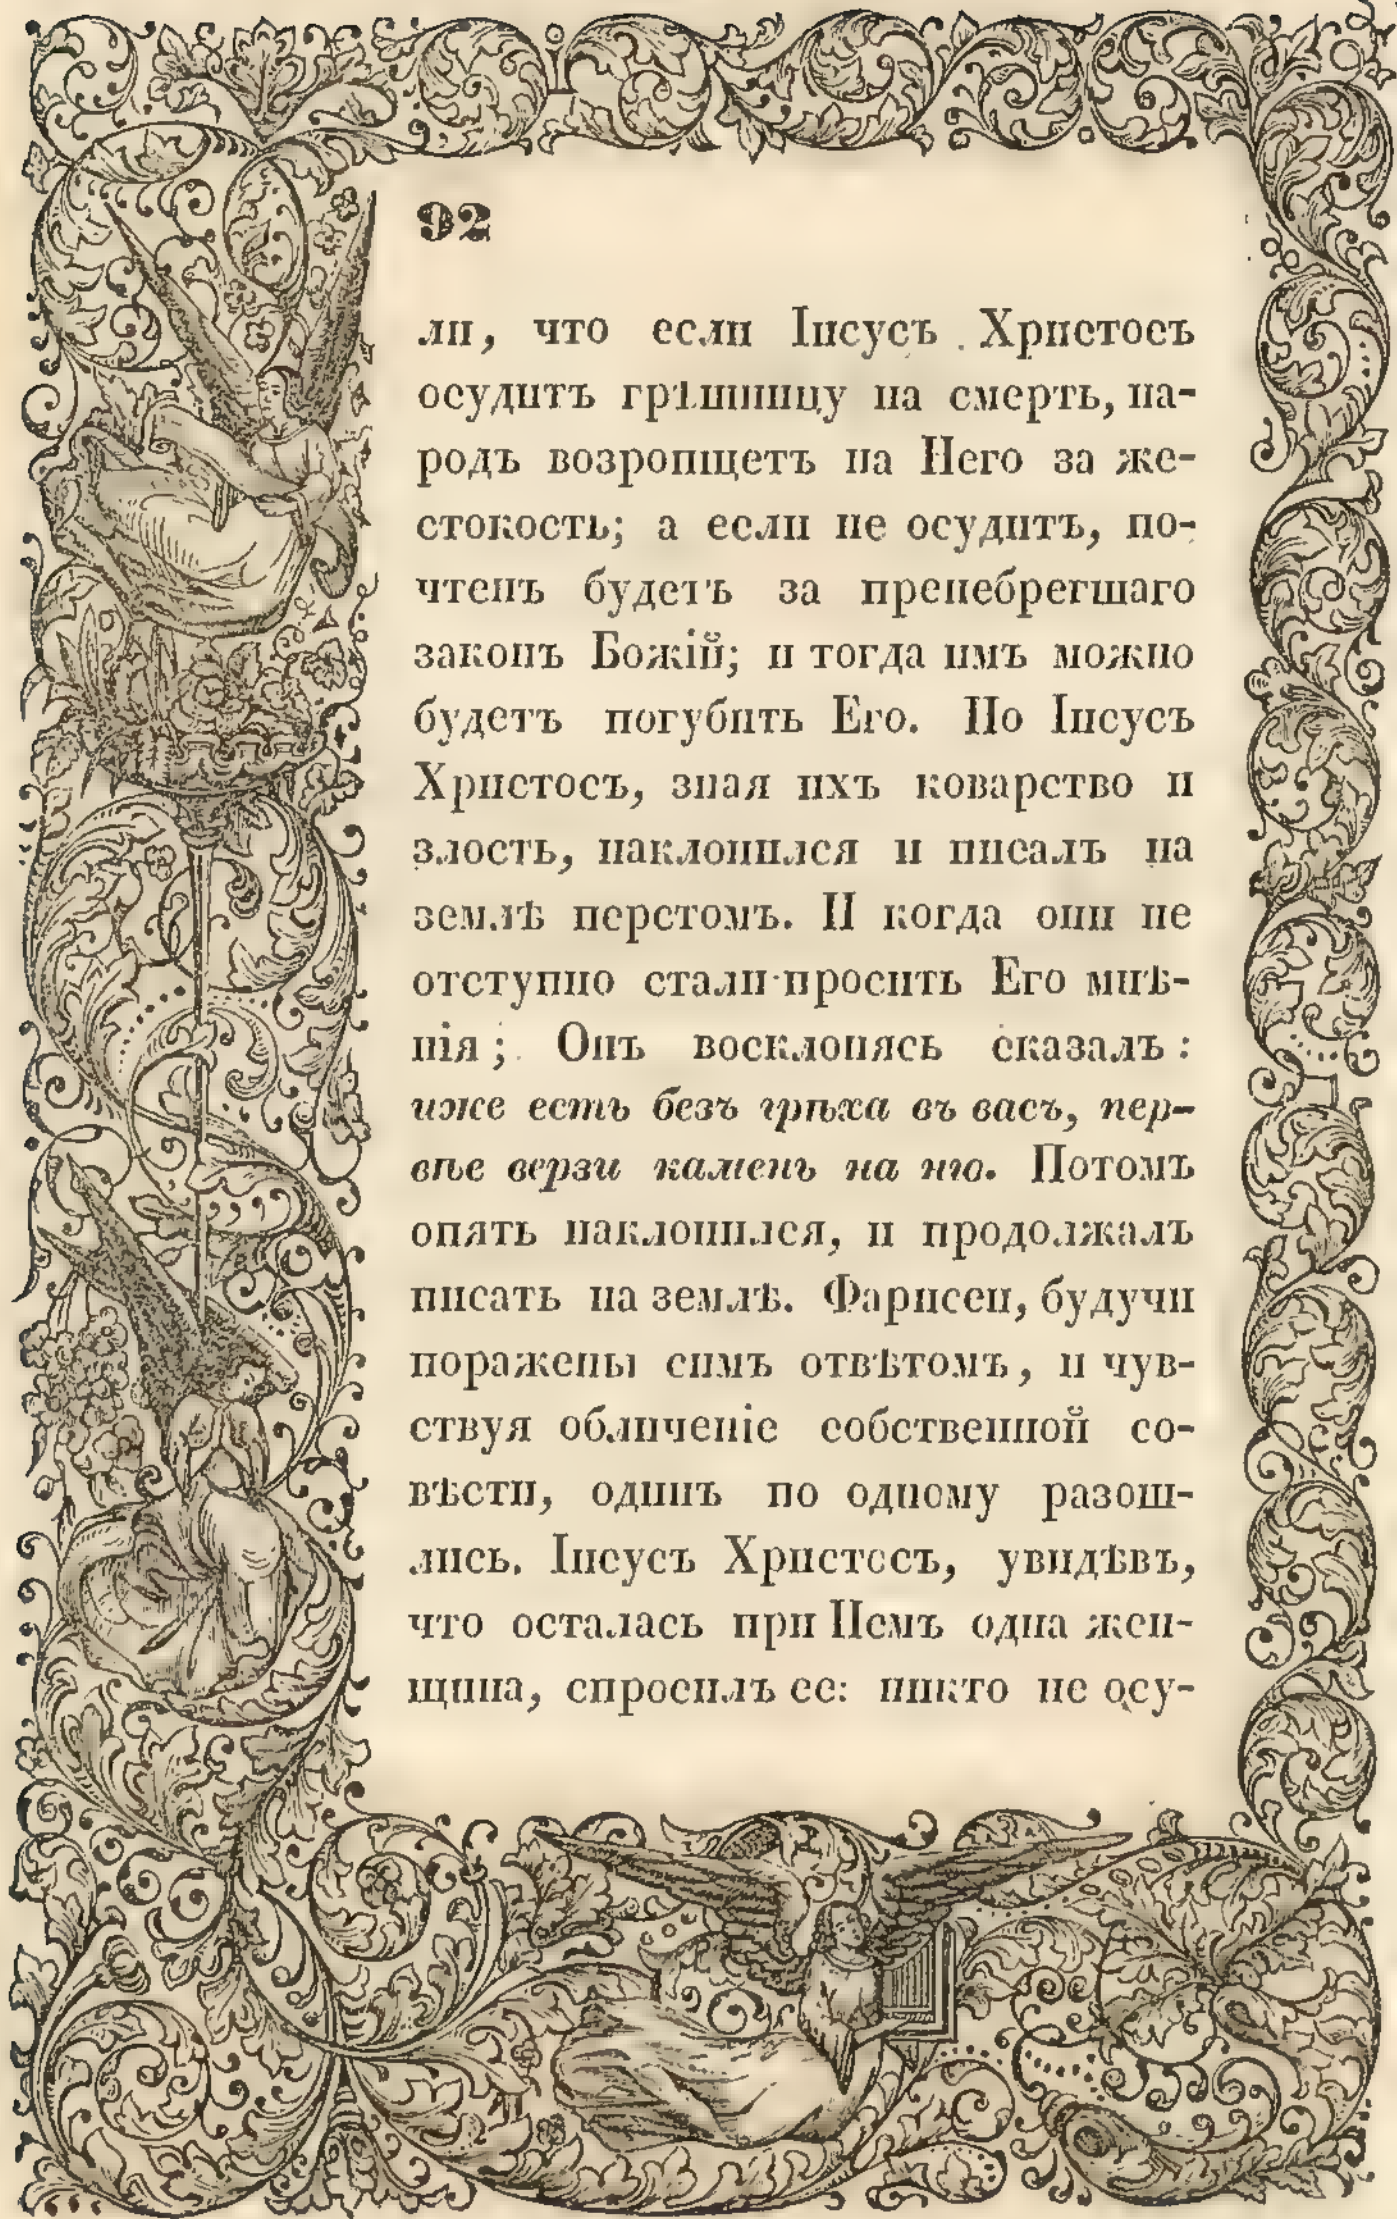 92
ли, что если Іисусъ Христосъ
осудитъ грѣшницу на смерть, на-
родъ возропщетъ на Него за же-
стокость; а если не осудитъ, по-
чтенъ будетъ за пренебрегшаго
законъ Божій; и тогда имъ можно
будетъ погубить Его. Но Іисусъ
Христосъ, зная ихъ коварство и
злость, наклонился и писалъ на
землѣ перстомъ. И когда они не
отступно стали просить Его мнѣ-
нія; Онъ восклонясь сказалъ:
иже есть безъ грѣха въ васъ, пер-
вѣе верзи камень на ню. Потомъ
опять наклонился, и продолжалъ
писать на землѣ. Фарисеи, будучи
поражены симъ отвѣтомъ, и чув-
ствуя обличеніе собственной со-
вѣсти, одинъ по одному разош-
лись. Іисусъ Христосъ, увидѣвъ,
что осталась при Немъ одна жен-
щина, спросилъ ее: никто не осу-